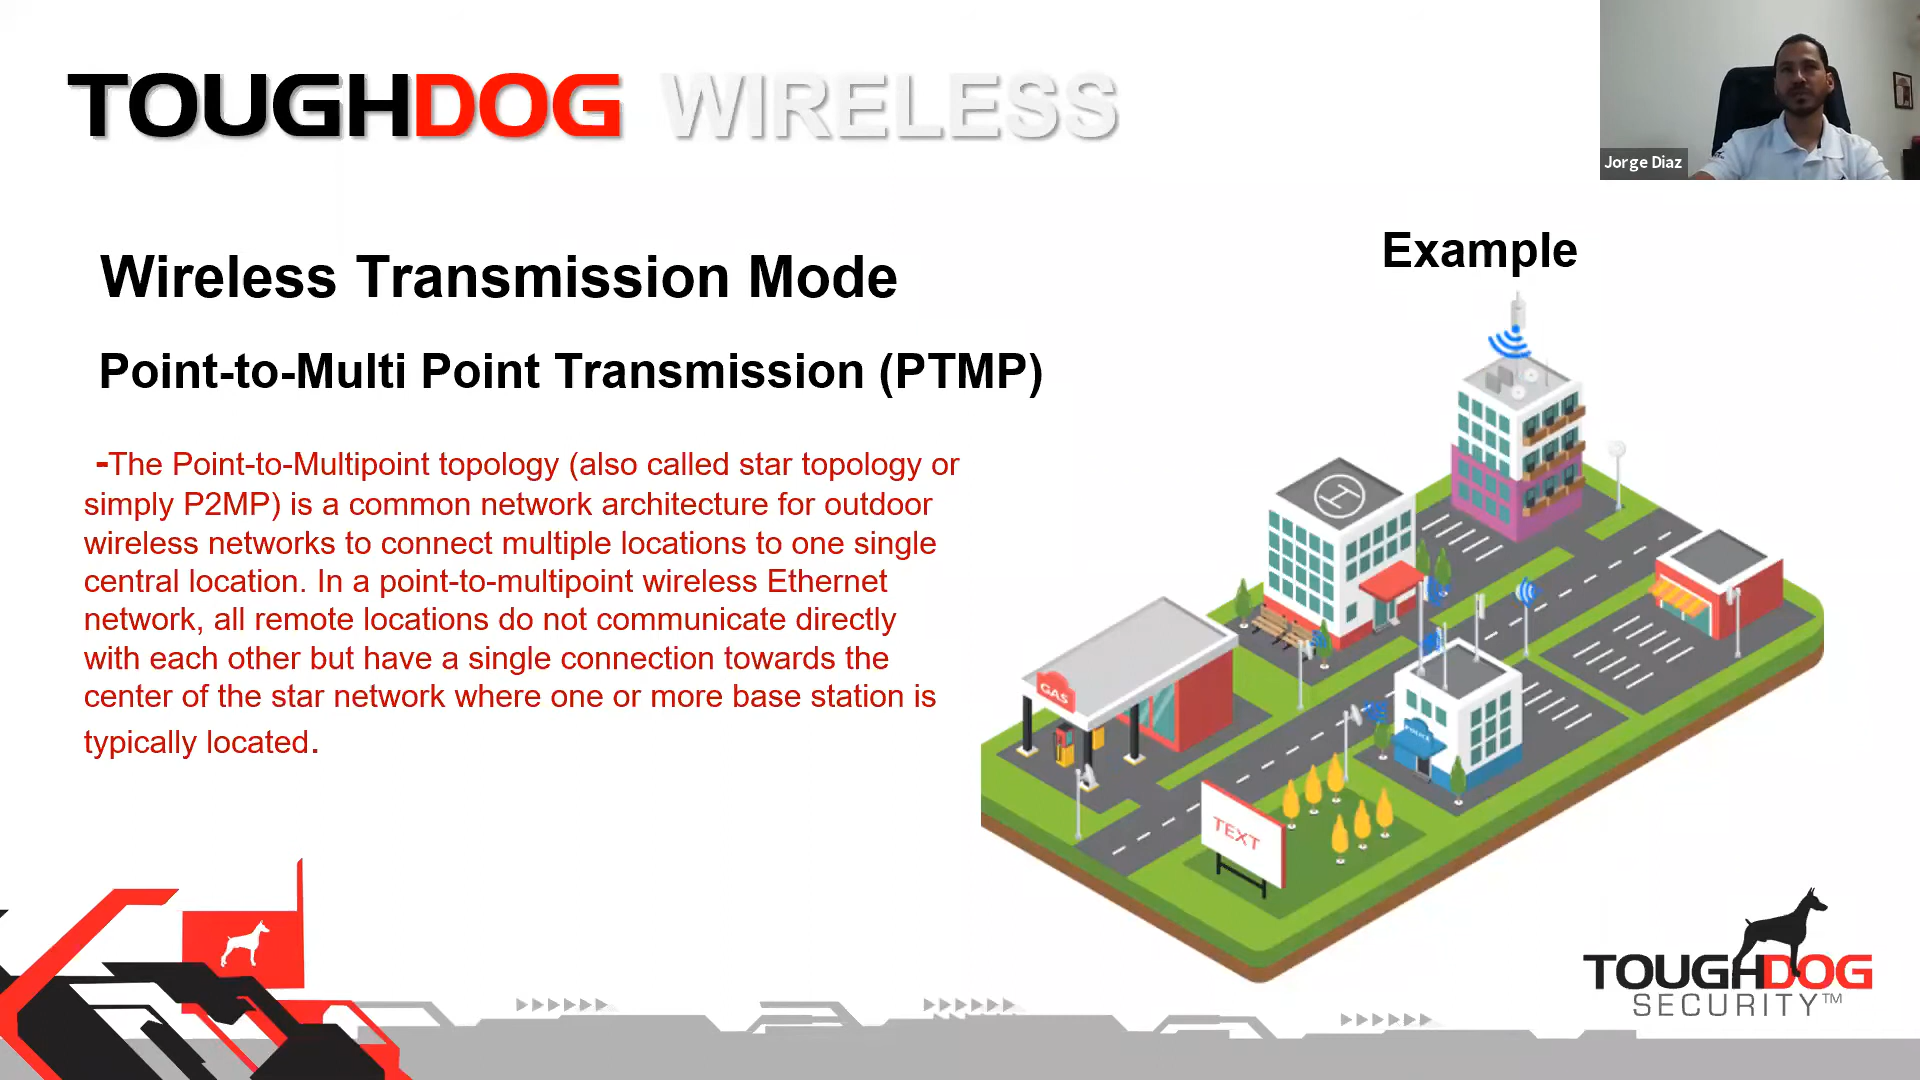 TOUGHDOG WIRELESS
Jorge Diaz
Wireless Transmission Mode
Example
Point-to-Multi Point Transmission (PTMP)
-The Point-to-Multipoint topology (also called star topology or
simply P2MP) is a common network architecture for outdoor
wireless networks to connect multiple locations to one single
central location. In a point-to-multipoint wireless Ethernet
network, all remote locations do not communicate directly
with each other but have a single connection towards the
center of the star network where one or more base station is
typically located.
H
GAS
POLICE
TEXT
TOUGHDOG
SECURITY™